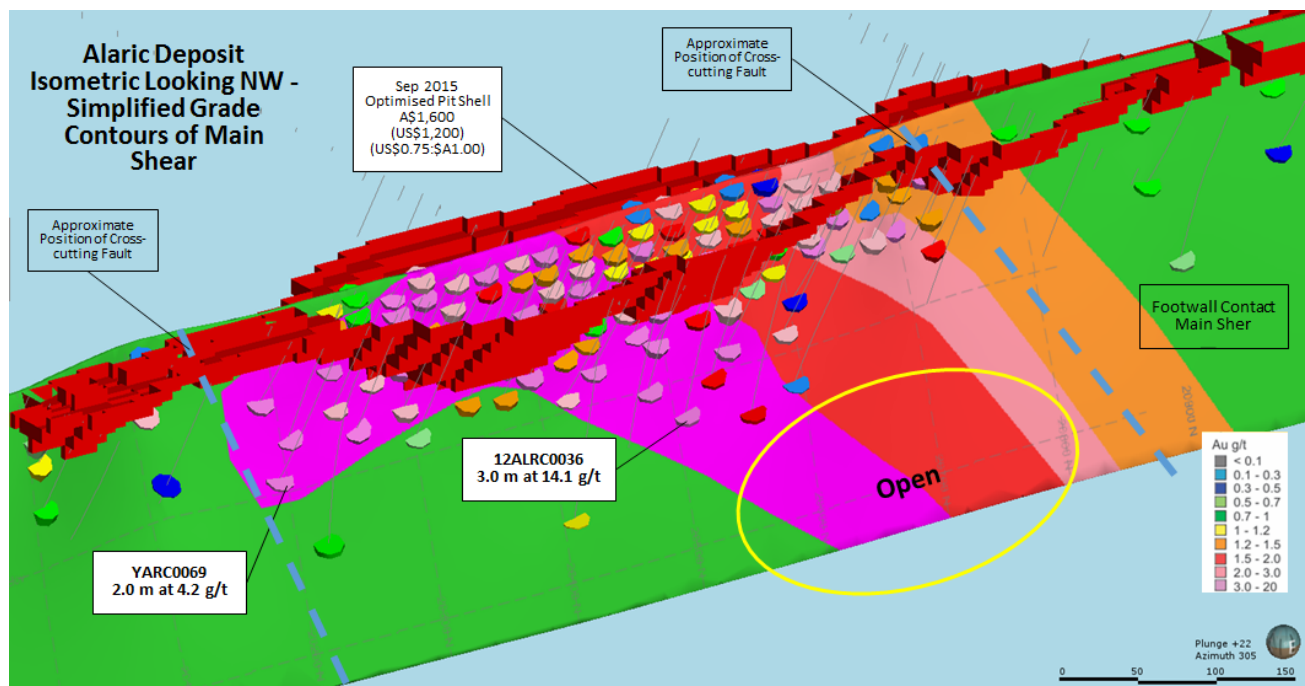 Alaric Deposit
Isometric Looking NW -
Simplified Grade
Contours of Main
Shear
Sep 2015
Optimised Pit Shell
A$1,600
(US$1,200)
(US$0.75:$A1.00)
Approximate
Position of Cross-
cutting Fault
Approximate
Position of Cross-
cutting Fault
Footwall Contact
Main Sher
20800 N
12ALRC0036
3.0 m at 14.1 g/t
YARC0069
2.0 m at 4.2 g/t
Open
Au g/t
< 0.1
0.1 - 0.3
0.3 - 0.5
0.5 - 0.7
0.7 - 1
1 - 1.2
1.2 - 1.5
1.5 - 2.0
2.0 - 3.0
3.0 - 20
Plunge +22
Azimuth 305
0 50 100 150